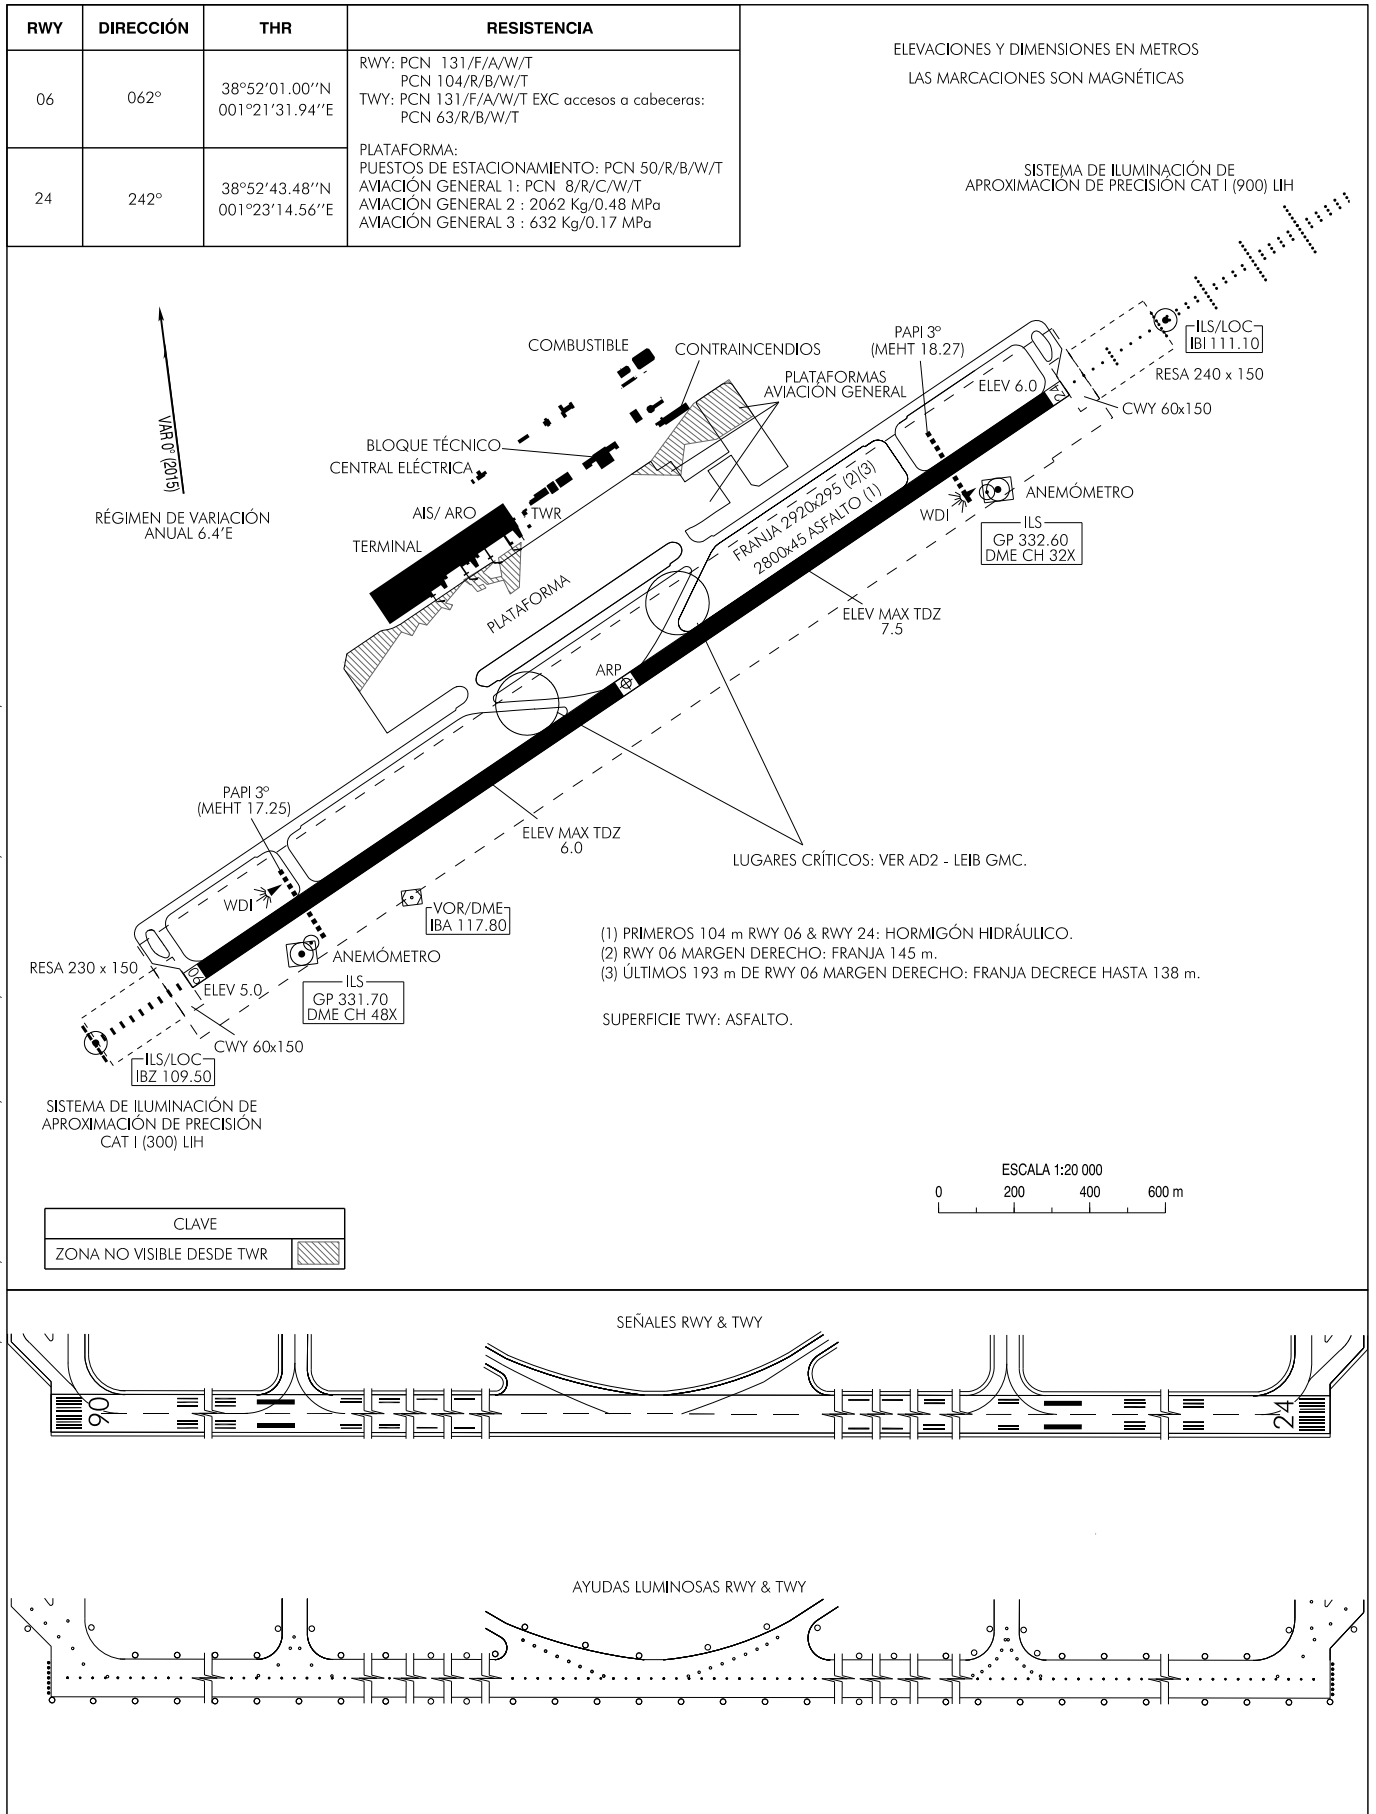 RWY DIRECCIÓN THR RESISTENCIA
06 062º
38º52’01.00’’N
001º21’31.94’’E
RWY: PCN 131/F/A/W/T
PCN 104/R/B/W/T
TWY: PCN 131/F/A/W/T EXC accesos a cabeceras:
PCN 63/R/B/W/T
24 242º
38º52’43.48’’N
001º23’14.56’’E
PLATAFORMA:
PUESTOS DE ESTACIONAMIENTO: PCN 50/R/B/W/T
AVIACIÓN GENERAL 1: PCN 8/R/C/W/T
AVIACIÓN GENERAL 2 : 2062 Kg/0.48 MPa
AVIACIÓN GENERAL 3 : 632 Kg/0.17 MPa
ELEVACIONES Y DIMENSIONES EN METROS
LAS MARCACIONES SON MAGNÉTICAS
SISTEMA DE ILUMINACIÓN DE
APROXIMACIÓN DE PRECISIÓN CAT I (900) LIH
VAR 0° (2015)
RÉGIMEN DE VARIACIÓN
ANUAL 6.4’E
COMBUSTIBLE
CONTRAINCENDIOS
PLATAFORMAS
AVIACIÓN GENERAL
PAPI 3º
(MEHT 18.27)
ILS/LOC
IBI 111.10
RESA 240 x 150
ELEV 6.0
24
CWY 60x150
BLOQUE TÉCNICO
CENTRAL ELÉCTRICA
AIS/ ARO
TWR
TERMINAL
PLATAFORMA
FRANJA 2920x295 (2)(3)
2800x45 ASFALTO (1)
WDI
ANEMÓMETRO
ILS
GP 332.60
DME CH 32X
ELEV MAX TDZ
7.5
ARP
PAPI 3º
(MEHT 17.25)
ELEV MAX TDZ
6.0
LUGARES CRÍTICOS: VER AD2 - LEIB GMC.
WDI
VOR/DME
IBA 117.80
ANEMÓMETRO
RESA 230 x 150
06
ELEV 5.0
ILS
GP 331.70
DME CH 48X
CWY 60x150
ILS/LOC
IBZ 109.50
SISTEMA DE ILUMINACIÓN DE
APROXIMACIÓN DE PRECISIÓN
CAT I (300) LIH
(1) PRIMEROS 104 m RWY 06 & RWY 24: HORMIGÓN HIDRÁULICO.
(2) RWY 06 MARGEN DERECHO: FRANJA 145 m.
(3) ÚLTIMOS 193 m DE RWY 06 MARGEN DERECHO: FRANJA DECRECE HASTA 138 m.
SUPERFICIE TWY: ASFALTO.
ESCALA 1:20 000
0 200 400 600 m
CLAVE
ZONA NO VISIBLE DESDE TWR
SEÑALES RWY & TWY
06
24
AYUDAS LUMINOSAS RWY & TWY